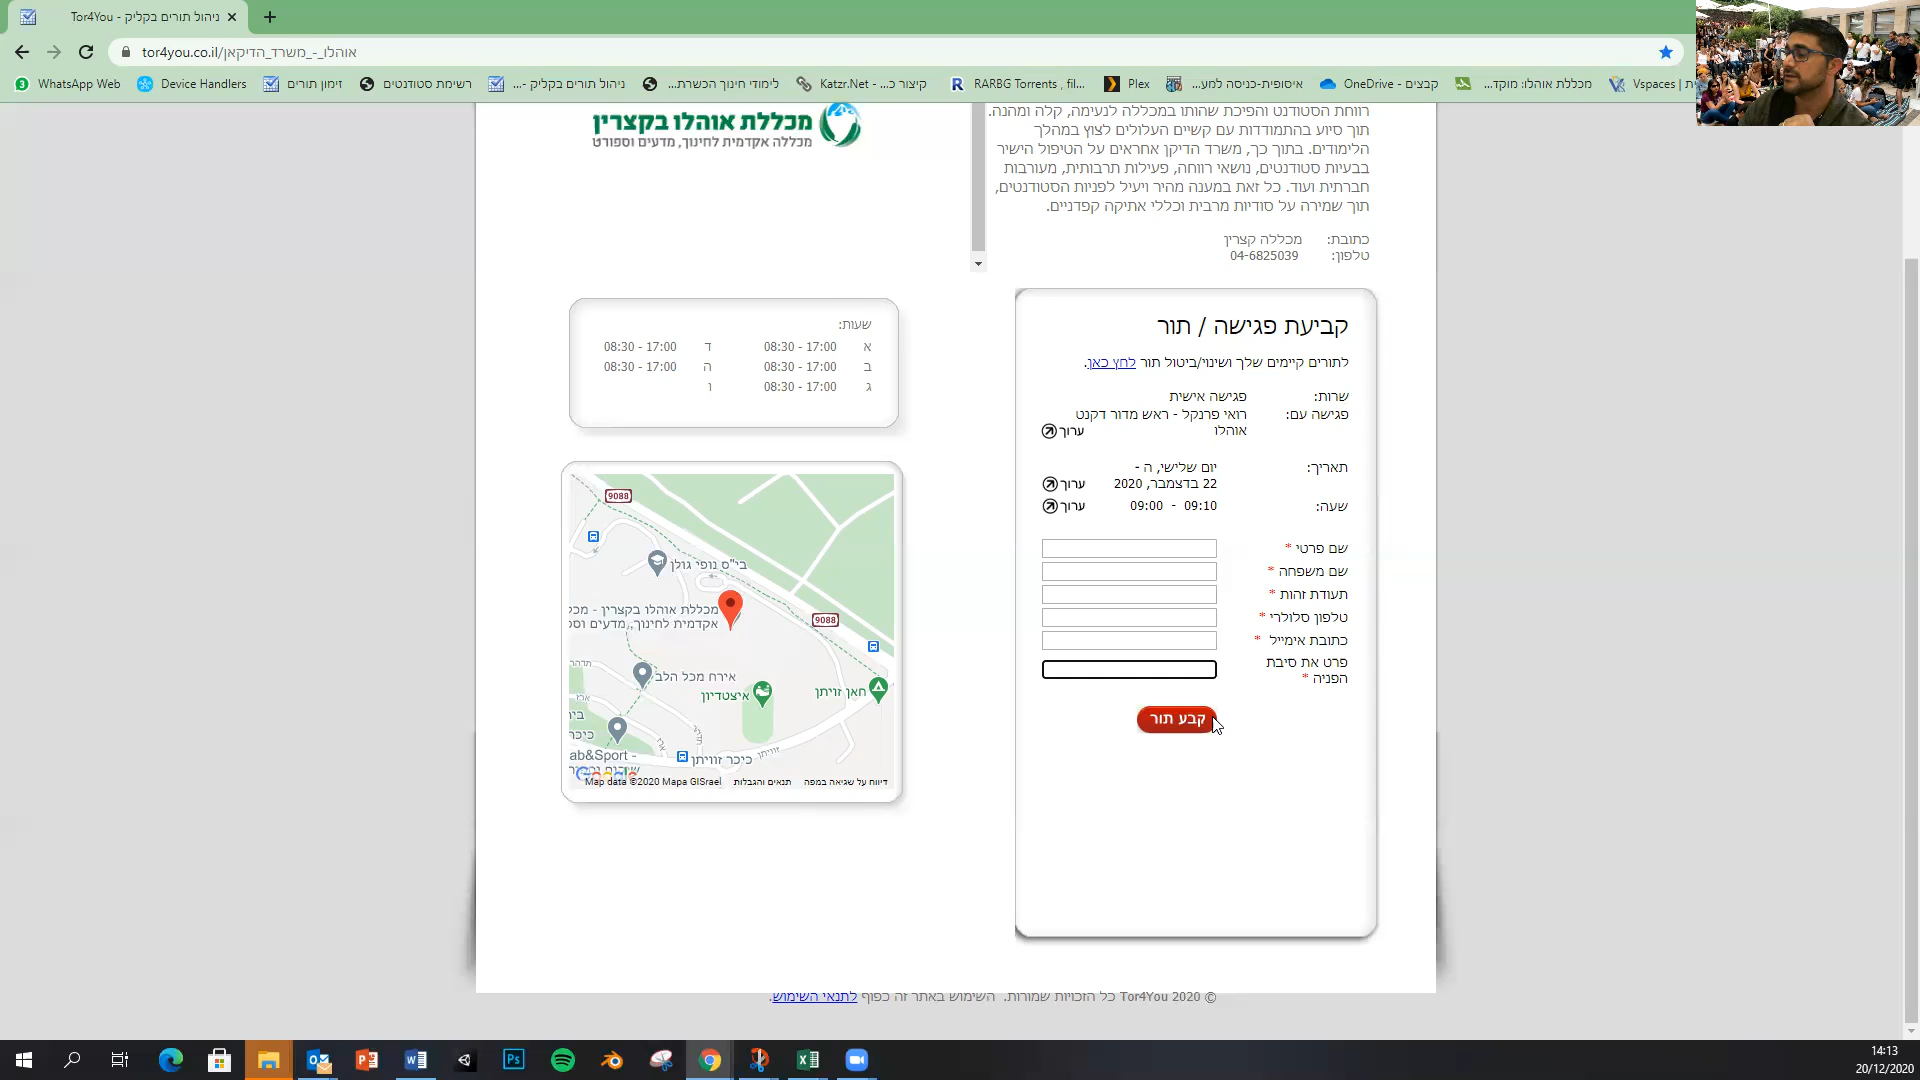 ניהול תורים בקליק - Tor4You
tor4you.co.il/אוהלו_-_משרד_הדיקאן
WhatsApp Web
Device Handlers
זימון תורים
רשימת סטודנטים
ניהול תורים בקליק -...
לימודי חינוך הכשרת...
קיצור כ... - Katzr.Net
RARBG Torrents , fil...
Plex
איסופית-כניסה למע...
קבצים - OneDrive
מכללת אוהלו: מוקד...
Vspaces |
מכללת אוהלו בקצרין
מכללה אקדמית לחינוך, מדעים וספורט
רווחת הסטודנט והפיכת שהותו במכללה לנעימה, קלה ומהנה.
תוך סיוע בהתמודדות עם קשיים העלולים לצוץ במהלך
הלימודים. בתוך כך, משרד הדיקן אחראים על הטיפול הישיר
בבעיות סטודנטים, נושאי רווחה, פעילות תרבותית, מעורבות
חברתית ועוד. כל זאת במענה מהיר ויעיל לפניות הסטודנטים,
תוך שמירה על סודיות מרבית וכללי אתיקה קפדניים.
כתובת: מכללה קצרין
טלפון: 04-6825039
קביעת פגישה / תור
לתורים קיימים שלך ושינוי/ביטול תור לחץ כאן.
שרות: פגישה אישית
פגישה עם: רואי פרנקל - ראש מדור דקנט
אוהלו ערוך
תאריך: יום שלישי, ה -
22 בדצמבר, 2020 ערוך
שעה: 09:00 - 09:10 ערוך
שם פרטי *
שם משפחה *
תעודת זהות *
טלפון סלולרי *
כתובת אימייל *
פרט את סיבת
הפניה *
קבע תור
שעות:
א 08:30 - 17:00 ד 08:30 - 17:00
ב 08:30 - 17:00 ה 08:30 - 17:00
ג 08:30 - 17:00 ו
9088
בי"ס נופי גולן
מכללת אוהלו בקצרין - מכל
אקדמית לחינוך, מדעים וספ
9088
אירח מכל הלב
איצטדיון
חאן זויתן
כיכר זוויתן
זוויתן
ארז
כיכר
ab&Sport -
Google
Map data ©2020 Mapa GISrael
תנאים והגבלות
דיווח על שגיאה במפה
© Tor4You 2020 כל הזכויות שמורות. השימוש באתר זה כפוף לתנאי השימוש.
14:13
20/12/2020